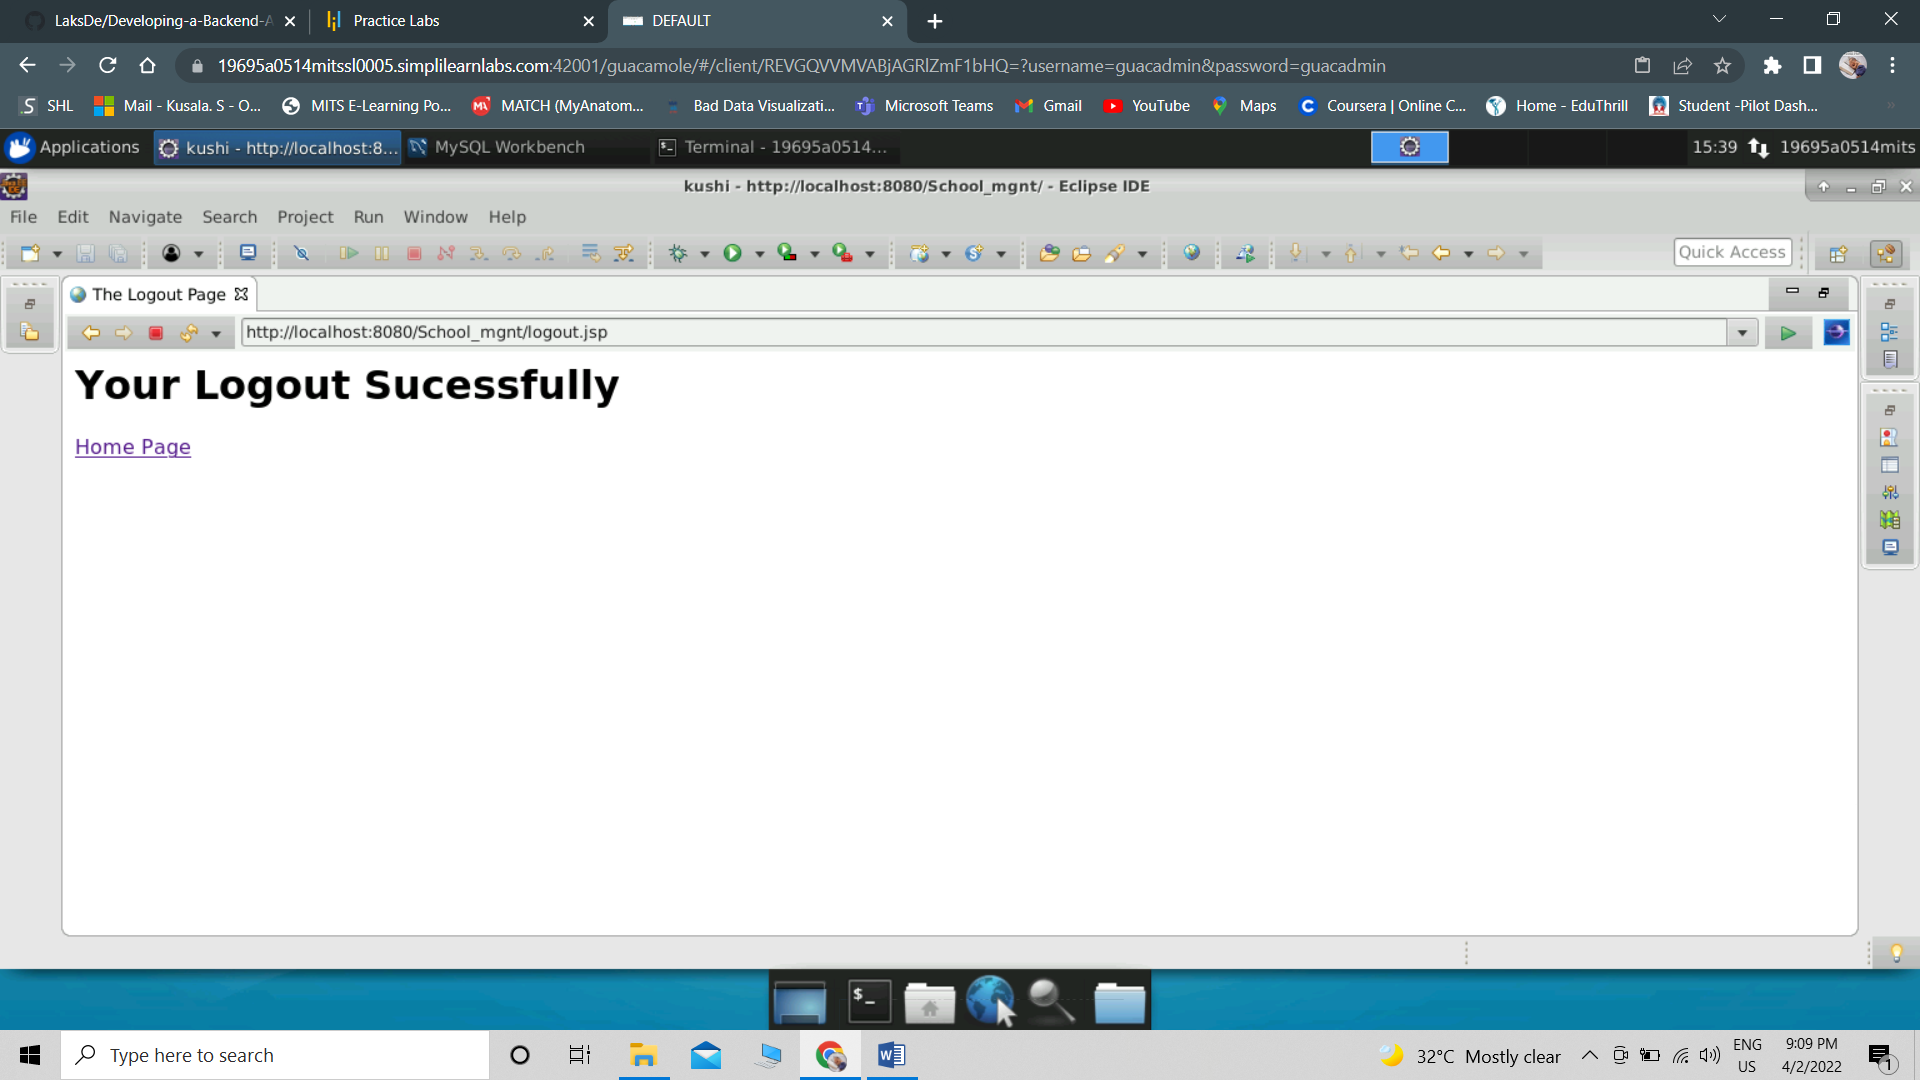 LaksDe/Developing-a-Backend-A
Practice Labs
DEFAULT
19695a0514mitssl0005.simplilearnlabs.com:42001/guacamole/#/client/REVGQVVMVABjAGRlZmF1bHQ=?username=guacadmin&password=guacadmin
SHL
Mail - Kusala. S - O...
MITS E-Learning Po...
MATCH (MyAnatom...
Bad Data Visualizati...
Microsoft Teams
Gmail
YouTube
Maps
Coursera | Online C...
Home - EduThrill
Student -Pilot Dash...
Applications
kushi - http://localhost:8...
MySQL Workbench
Terminal - 19695a0514...
15:39
19695a0514mits
kushi - http://localhost:8080/School_mgnt/ - Eclipse IDE
File Edit Navigate Search Project Run Window Help
Quick Access
The Logout Page
http://localhost:8080/School_mgnt/logout.jsp
Your Logout Sucessfully
Home Page
Type here to search
32°C Mostly clear
ENG
US
9:09 PM
4/2/2022
1